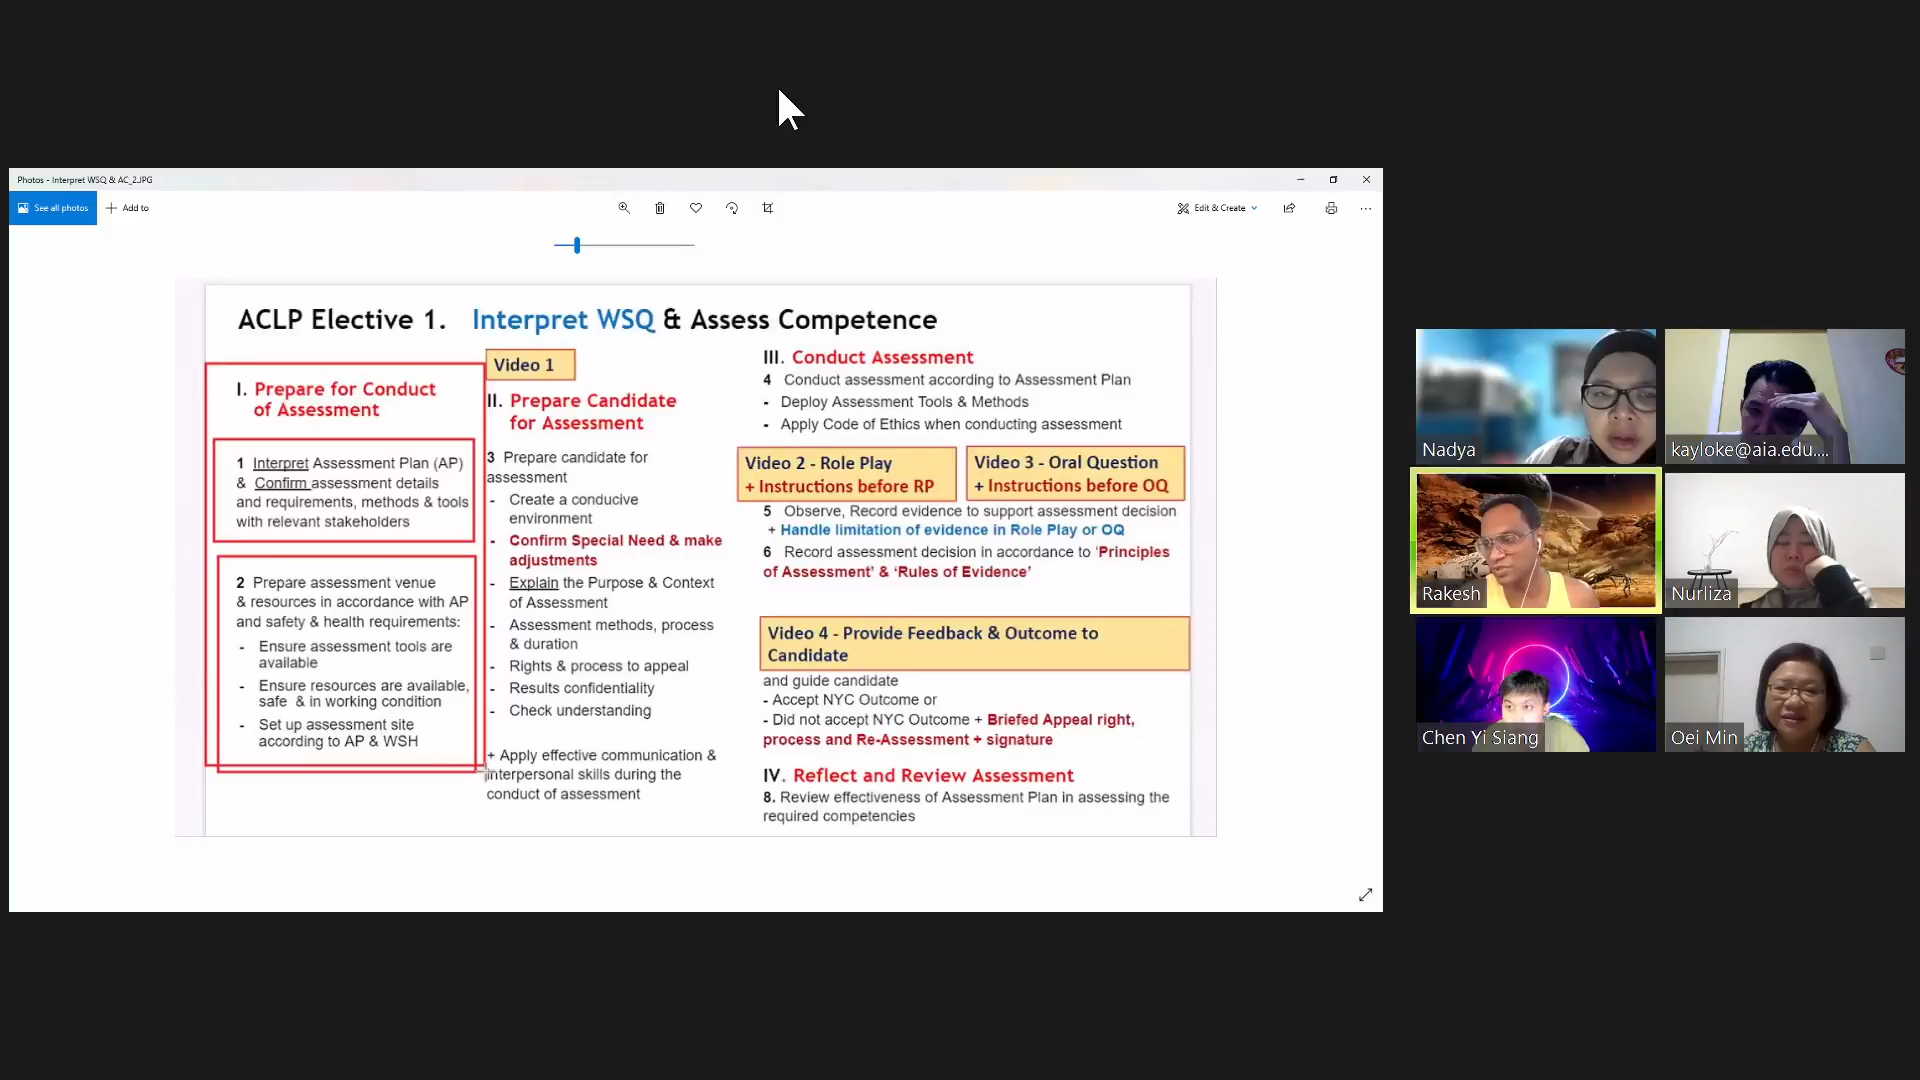 Photos - Interpret WSQ & AC_2.JPG
See all photos
Add to
Edit & Create
ACLP Elective 1. Interpret WSQ & Assess Competence
I. Prepare for Conduct
of Assessment
1 Interpret Assessment Plan (AP)
& Confirm assessment details
and requirements, methods & tools
with relevant stakeholders
2 Prepare assessment venue
& resources in accordance with AP
and safety & health requirements:
- Ensure assessment tools are
available
- Ensure resources are available,
safe & in working condition
- Set up assessment site
according to AP & WSH
Video 1
II. Prepare Candidate
for Assessment
3 Prepare candidate for
assessment
- Create a conducive
environment
- Confirm Special Need & make
adjustments
- Explain the Purpose & Context
of Assessment
- Assessment methods, process
& duration
- Rights & process to appeal
- Results confidentiality
- Check understanding
+ Apply effective communication &
interpersonal skills during the
conduct of assessment
III. Conduct Assessment
4 Conduct assessment according to Assessment Plan
- Deploy Assessment Tools & Methods
- Apply Code of Ethics when conducting assessment
Video 2 - Role Play
+ Instructions before RP
Video 3 - Oral Question
+ Instructions before OQ
5 Observe, Record evidence to support assessment decision
+ Handle limitation of evidence in Role Play or OQ
6 Record assessment decision in accordance to ‘Principles
of Assessment’ & ‘Rules of Evidence’
Video 4 - Provide Feedback & Outcome to
Candidate
and guide candidate
- Accept NYC Outcome or
- Did not accept NYC Outcome + Briefed Appeal right,
process and Re-Assessment + signature
IV. Reflect and Review Assessment
8. Review effectiveness of Assessment Plan in assessing the
required competencies
Nadya
kayloke@aia.edu....
Rakesh
Nurliza
Chen Yi Siang
Oei Min